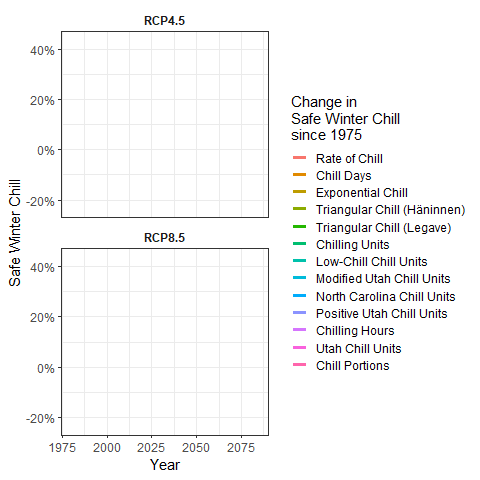 RCP4.5
40%
20%
0%
-20%
RCP8.5
40%
20%
0%
-20%
1975 2000 2025 2050 2075
Year
Safe Winter Chill
Change in
Safe Winter Chill
since 1975
Rate of Chill
Chill Days
Exponential Chill
Triangular Chill (Häninnen)
Triangular Chill (Legave)
Chilling Units
Low-Chill Chill Units
Modified Utah Chill Units
North Carolina Chill Units
Positive Utah Chill Units
Chilling Hours
Utah Chill Units
Chill Portions